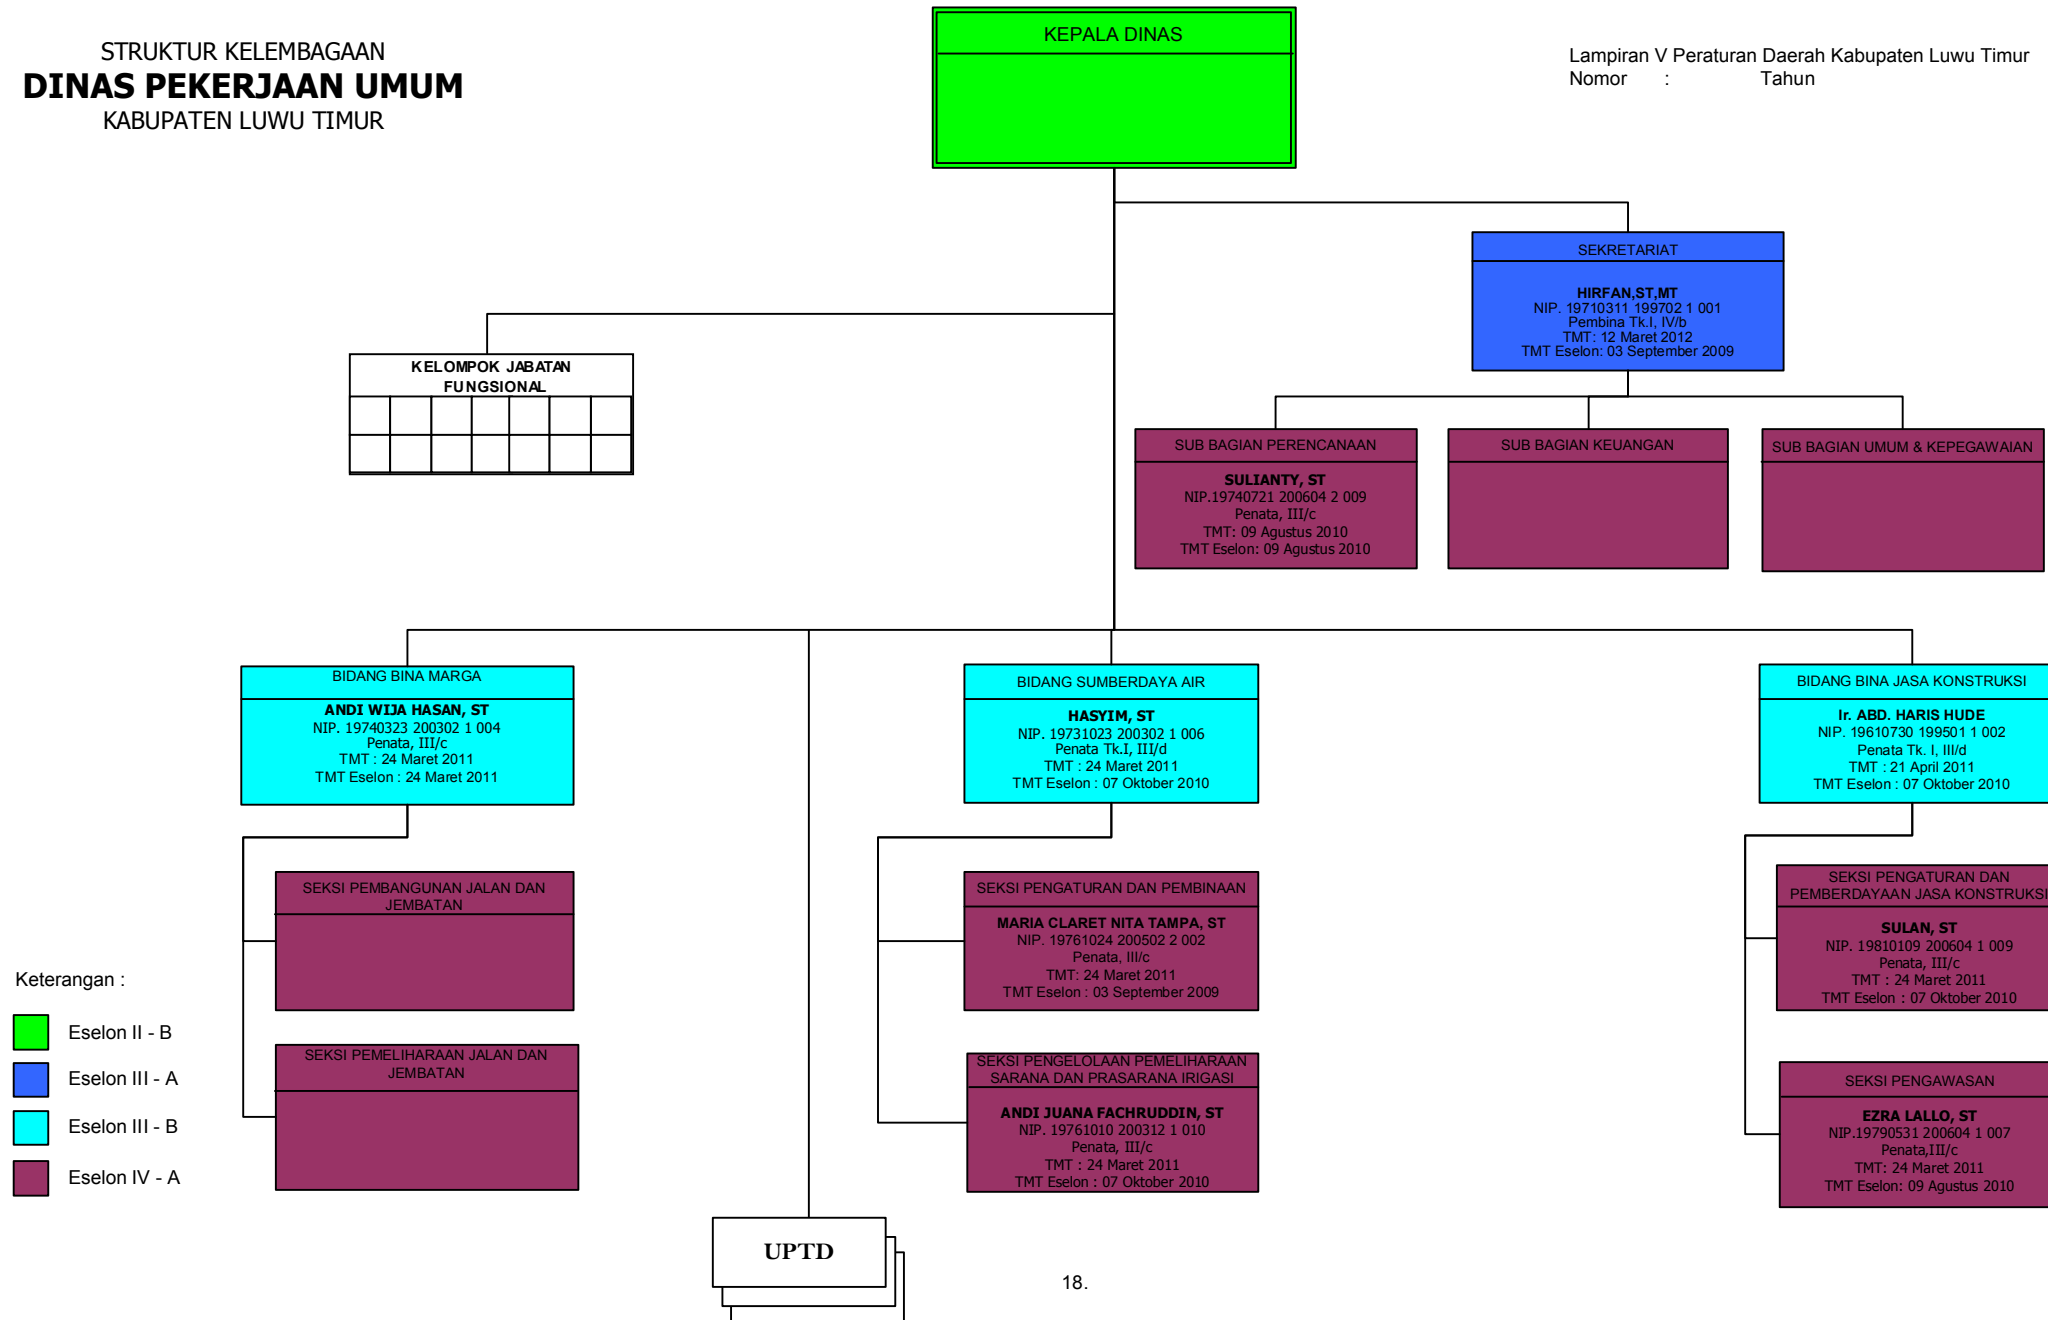 STRUKTUR KELEMBAGAAN
DINAS PEKERJAAN UMUM
KABUPATEN LUWU TIMUR
KEPALA DINAS
Lampiran V Peraturan Daerah Kabupaten Luwu Timur
Nomor : Tahun
SEKRETARIAT
HIRFAN,ST,MT
NIP. 19710311 199702 1 001
Pembina Tk.I, IV/b
TMT: 12 Maret 2012
TMT Eselon: 03 September 2009
KELOMPOK JABATAN
FUNGSIONAL
SUB BAGIAN PERENCANAAN
SULIANTY, ST
NIP.19740721 200604 2 009
Penata, III/c
TMT: 09 Agustus 2010
TMT Eselon: 09 Agustus 2010
SUB BAGIAN KEUANGAN
SUB BAGIAN UMUM & KEPEGAWAIAN
BIDANG BINA MARGA
ANDI WIJA HASAN, ST
NIP. 19740323 200302 1 004
Penata, III/c
TMT : 24 Maret 2011
TMT Eselon : 24 Maret 2011
BIDANG SUMBERDAYA AIR
HASYIM, ST
NIP. 19731023 200302 1 006
Penata Tk.I, III/d
TMT : 24 Maret 2011
TMT Eselon : 07 Oktober 2010
BIDANG BINA JASA KONSTRUKSI
Ir. ABD. HARIS HUDE
NIP. 19610730 199501 1 002
Penata Tk. I, III/d
TMT : 21 April 2011
TMT Eselon : 07 Oktober 2010
SEKSI PEMBANGUNAN JALAN DAN
JEMBATAN
SEKSI PENGATURAN DAN PEMBINAAN
MARIA CLARET NITA TAMPA, ST
NIP. 19761024 200502 2 002
Penata, III/c
TMT: 24 Maret 2011
TMT Eselon : 03 September 2009
SEKSI PENGATURAN DAN
PEMBERDAYAAN JASA KONSTRUKSI
SULAN, ST
NIP. 19810109 200604 1 009
Penata, III/c
TMT : 24 Maret 2011
TMT Eselon : 07 Oktober 2010
SEKSI PEMELIHARAAN JALAN DAN
JEMBATAN
SEKSI PENGELOLAAN PEMELIHARAAN
SARANA DAN PRASARANA IRIGASI
ANDI JUANA FACHRUDDIN, ST
NIP. 19761010 200312 1 010
Penata, III/c
TMT : 24 Maret 2011
TMT Eselon : 07 Oktober 2010
SEKSI PENGAWASAN
EZRA LALLO, ST
NIP.19790531 200604 1 007
Penata,III/c
TMT: 24 Maret 2011
TMT Eselon: 09 Agustus 2010
Keterangan :
Eselon II - B
Eselon III - A
Eselon III - B
Eselon IV - A
UPTD
18.